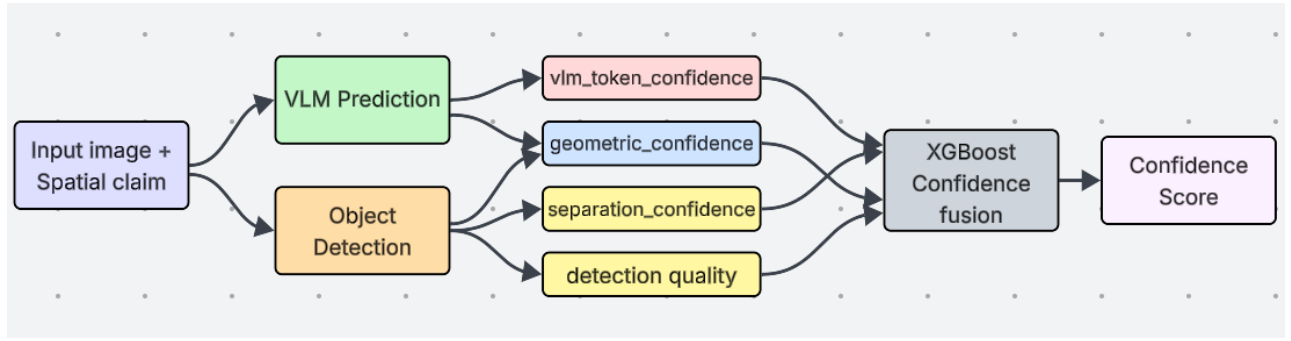 Input image +
Spatial claim
VLM Prediction
Object
Detection
vlm_token_confidence
geometric_confidence
separation_confidence
detection quality
XGBoost
Confidence
fusion
Confidence
Score